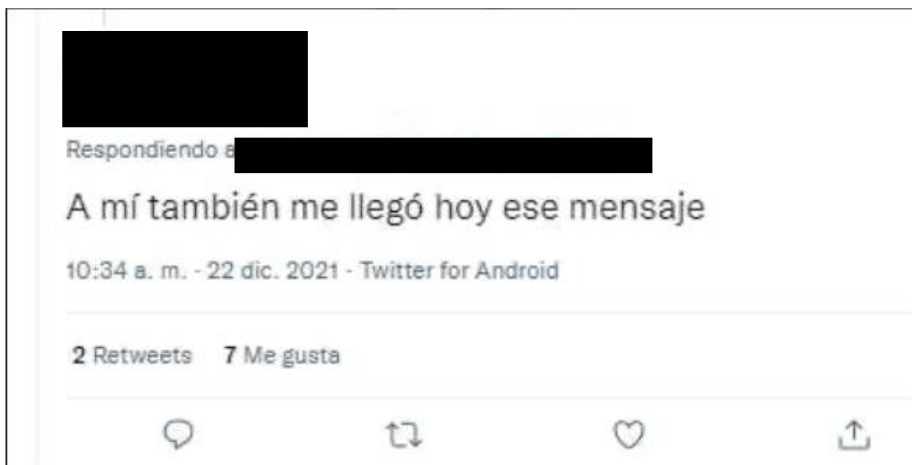 Respondiendo a
A mí también me llegó hoy ese mensaje
10:34 a. m. - 22 dic. 2021 - Twitter for Android
2 Retweets 7 Me gusta